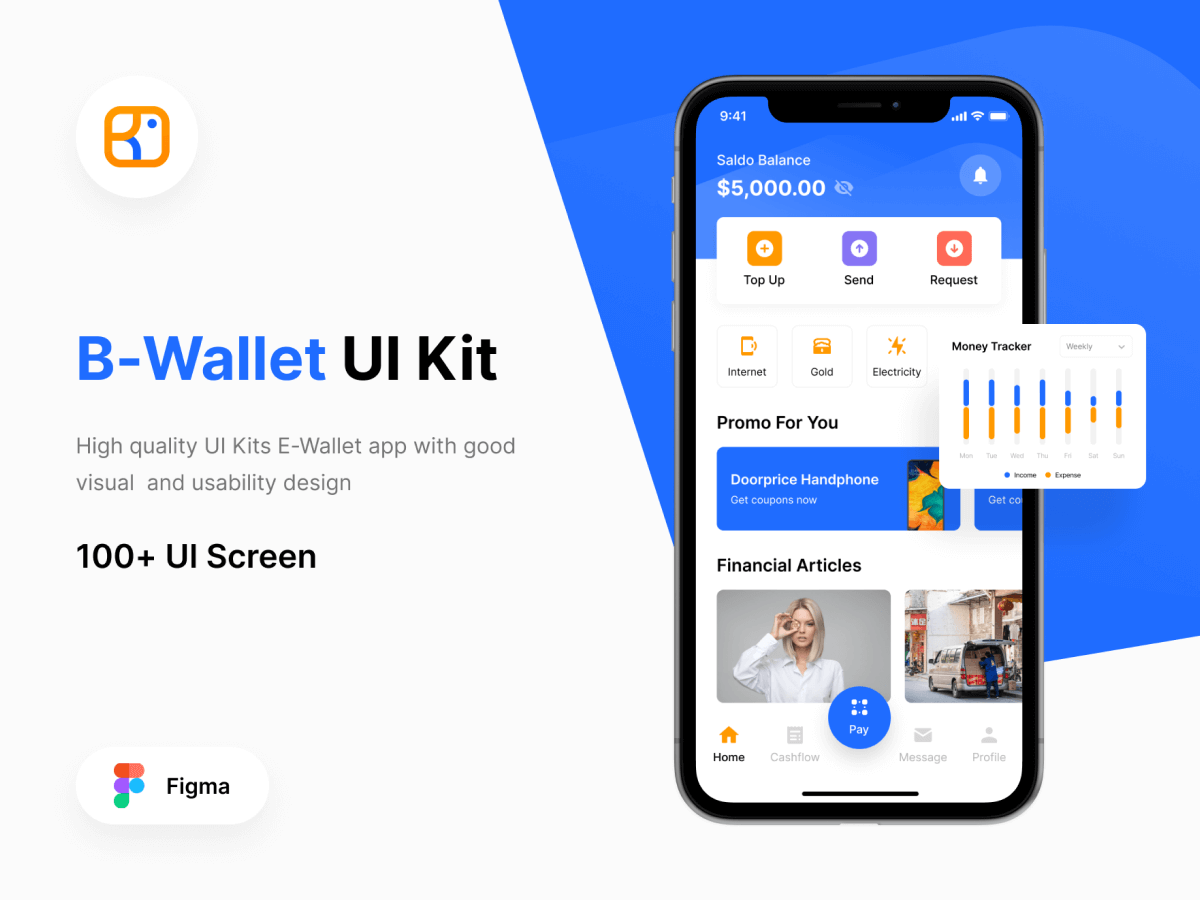 B-Wallet UI Kit
High quality UI Kits E-Wallet app with good
visual and usability design
100+ UI Screen
Figma
9:41
Saldo Balance
$5,000.00
Top Up
Send
Request
Internet
Gold
Electricity
Money Tracker
Weekly
Mon Tue Wed Thu Fri Sat Sun
Income Expense
Promo For You
Doorprice Handphone
Get coupons now
Get co
Financial Articles
Pay
Home
Cashflow
Message
Profile